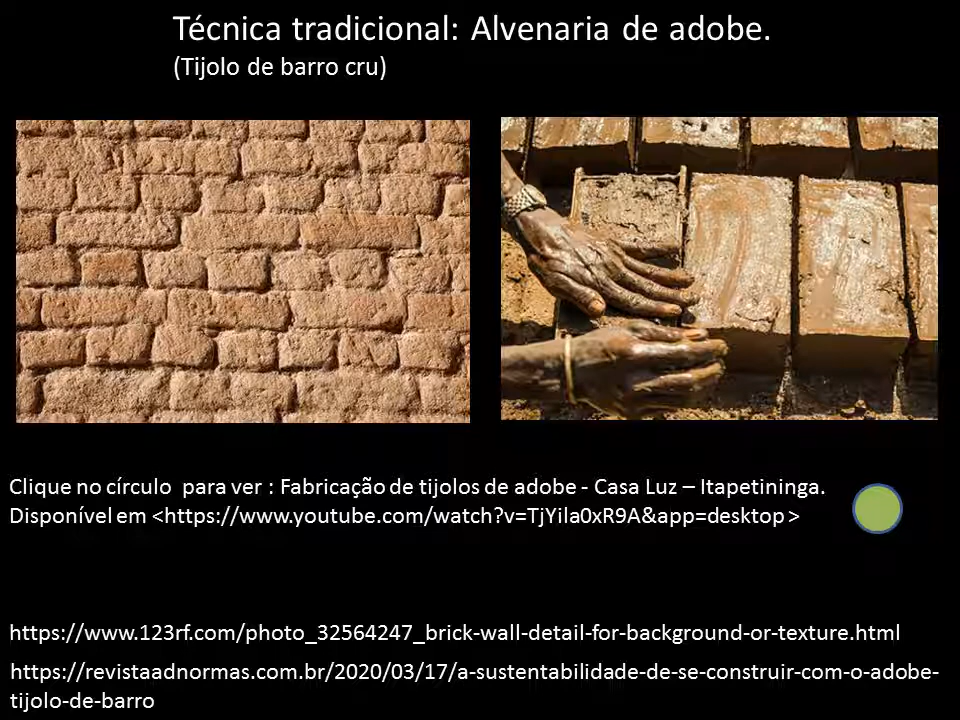 Técnica tradicional: Alvenaria de adobe.
(Tijolo de barro cru)
Clique no círculo  para ver : Fabricação de tijolos de adobe - Casa Luz – Itapetininga.
Disponível em <https://www.youtube.com/watch?v=TjYila0xR9A&app=desktop >
https://www.123rf.com/photo_32564247_brick-wall-detail-for-background-or-texture.html
https://revistaadnormas.com.br/2020/03/17/a-sustentabilidade-de-se-construir-com-o-adobe-
tijolo-de-barro